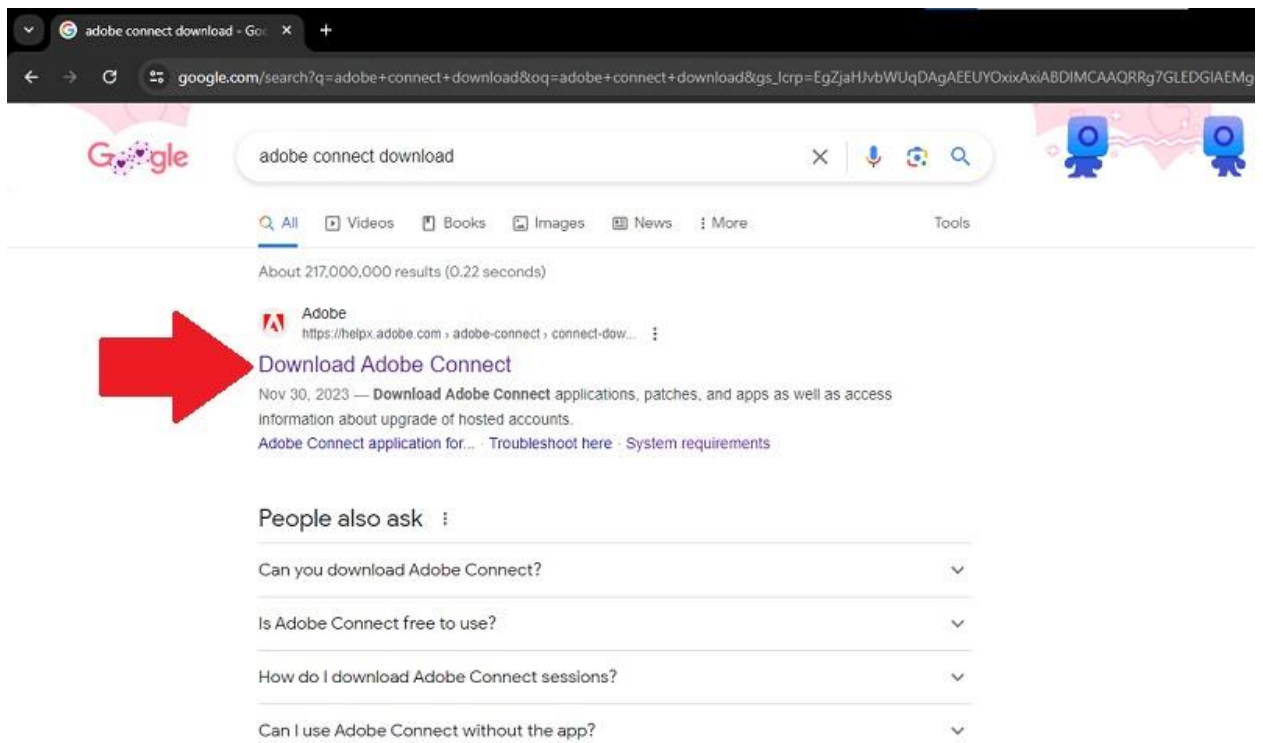 adobe connect download - Goo
google.com/search?q=adobe+connect+download&oq=adobe+connect+download&gs_lcrp=EgZjaHJvbWUqDAgAEEUYOxixAxiABDIMCAAQRRg7GLEDGIAEMg
Google
adobe connect download
All Videos Books Images News More Tools
About 217,000,000 results (0.22 seconds)
Adobe
https://helpx.adobe.com › adobe-connect › connect-dow...
Download Adobe Connect
Nov 30, 2023 — Download Adobe Connect applications, patches, and apps as well as access
information about upgrade of hosted accounts.
Adobe Connect application for... · Troubleshoot here · System requirements
People also ask
Can you download Adobe Connect?
Is Adobe Connect free to use?
How do I download Adobe Connect sessions?
Can I use Adobe Connect without the app?